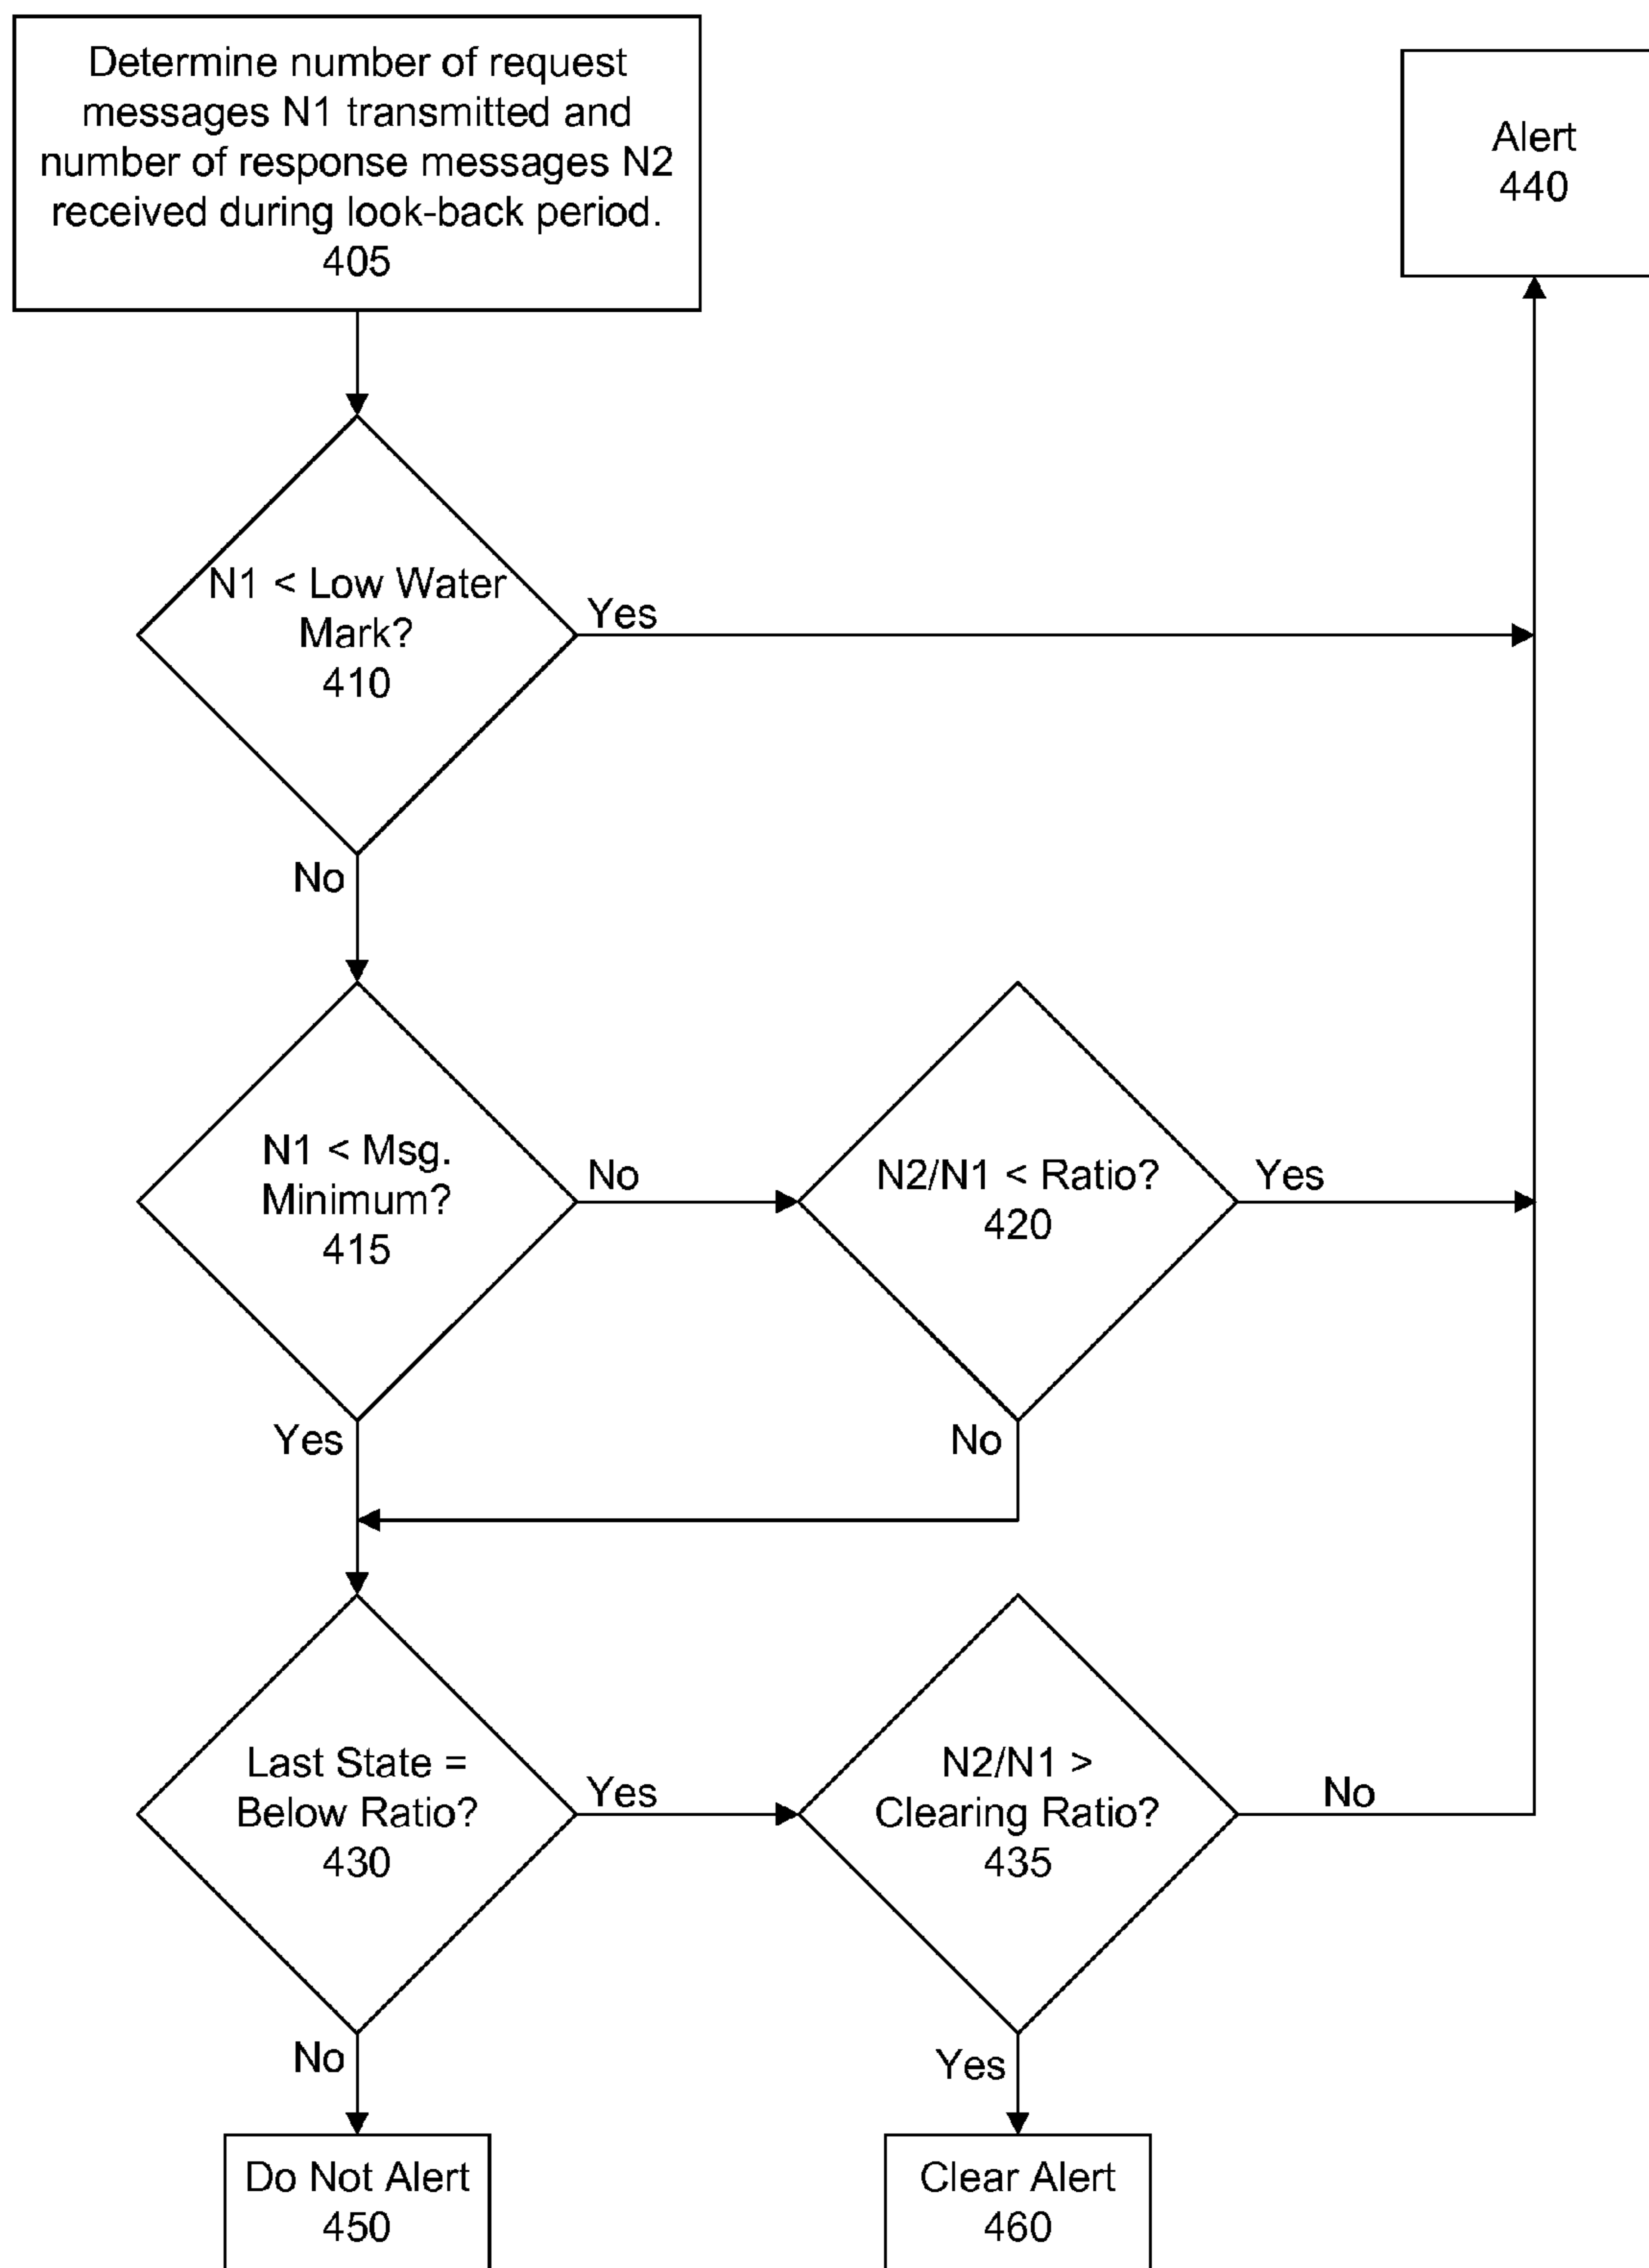 Determine number of request
messages N1 transmitted and
number of response messages N2
received during look-back period.
405
Alert
440
N1 < Low Water
Mark?
410
Yes
No
N1 < Msg.
Minimum?
415
No
N2/N1 < Ratio?
420
Yes
Yes
No
Last State =
Below Ratio?
430
Yes
N2/N1 >
Clearing Ratio?
435
No
No
Yes
Do Not Alert
450
Clear Alert
460